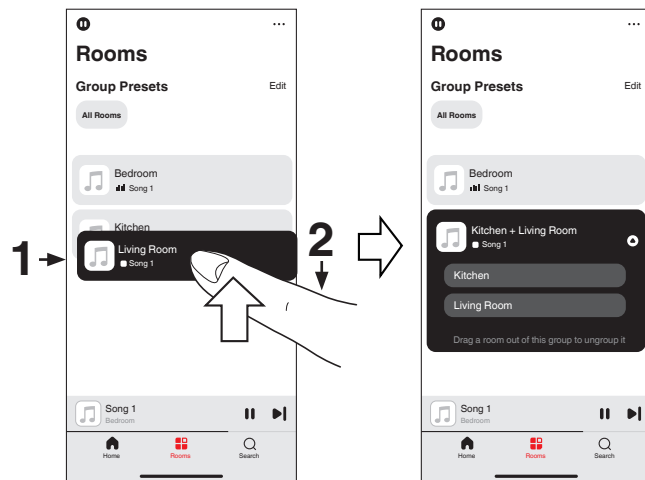 Rooms
Group Presets
Edit
All Rooms
Bedroom
Song 1
Kitchen
Living Room
Song 1
1
2
Song 1
Bedroom
Home
Rooms
Search
Rooms
Group Presets
Edit
All Rooms
Bedroom
Song 1
Kitchen + Living Room
Song 1
Kitchen
Living Room
Drag a room out of this group to ungroup it
Song 1
Bedroom
Home
Rooms
Search